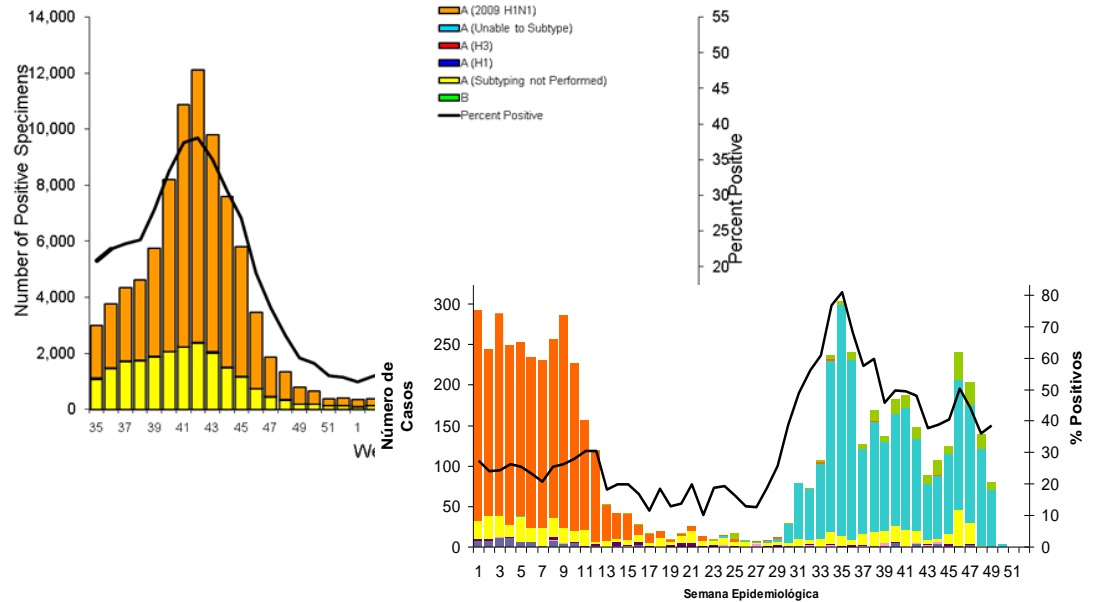 14,000
12,000
10,000
8,000
6,000
4,000
2,000
0
Number of Positive Specimens
35 37 39 41 43 45 47 49 51 1
We
A (2009 H1N1)
A (Unable to Subtype)
A (H3)
A (H1)
A (Subtyping not Performed)
B
Percent Positive
55
50
45
40
35
30
25
20
Percent Positive
300
250
200
150
100
50
0
Número de
Casos
80
70
60
50
40
30
20
10
0
% Positivos
1 3 5 7 9 11 13 15 17 19 21 23 25 27 29 31 33 35 37 39 41 43 45 47 49 51
Semana Epidemiológica